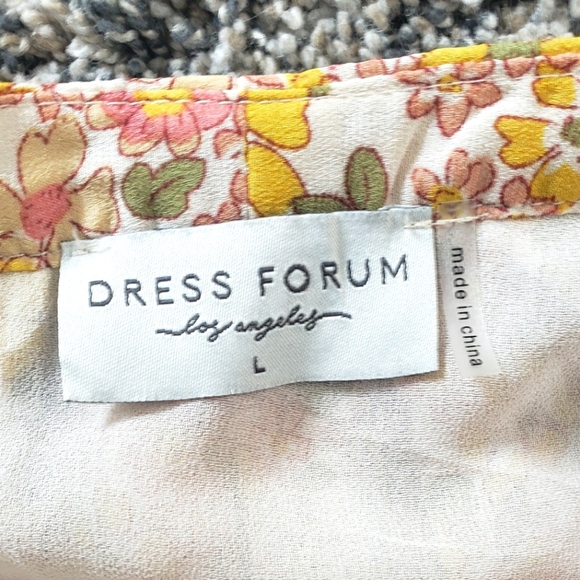 DRESS FORUM
los angeles
L
made in china